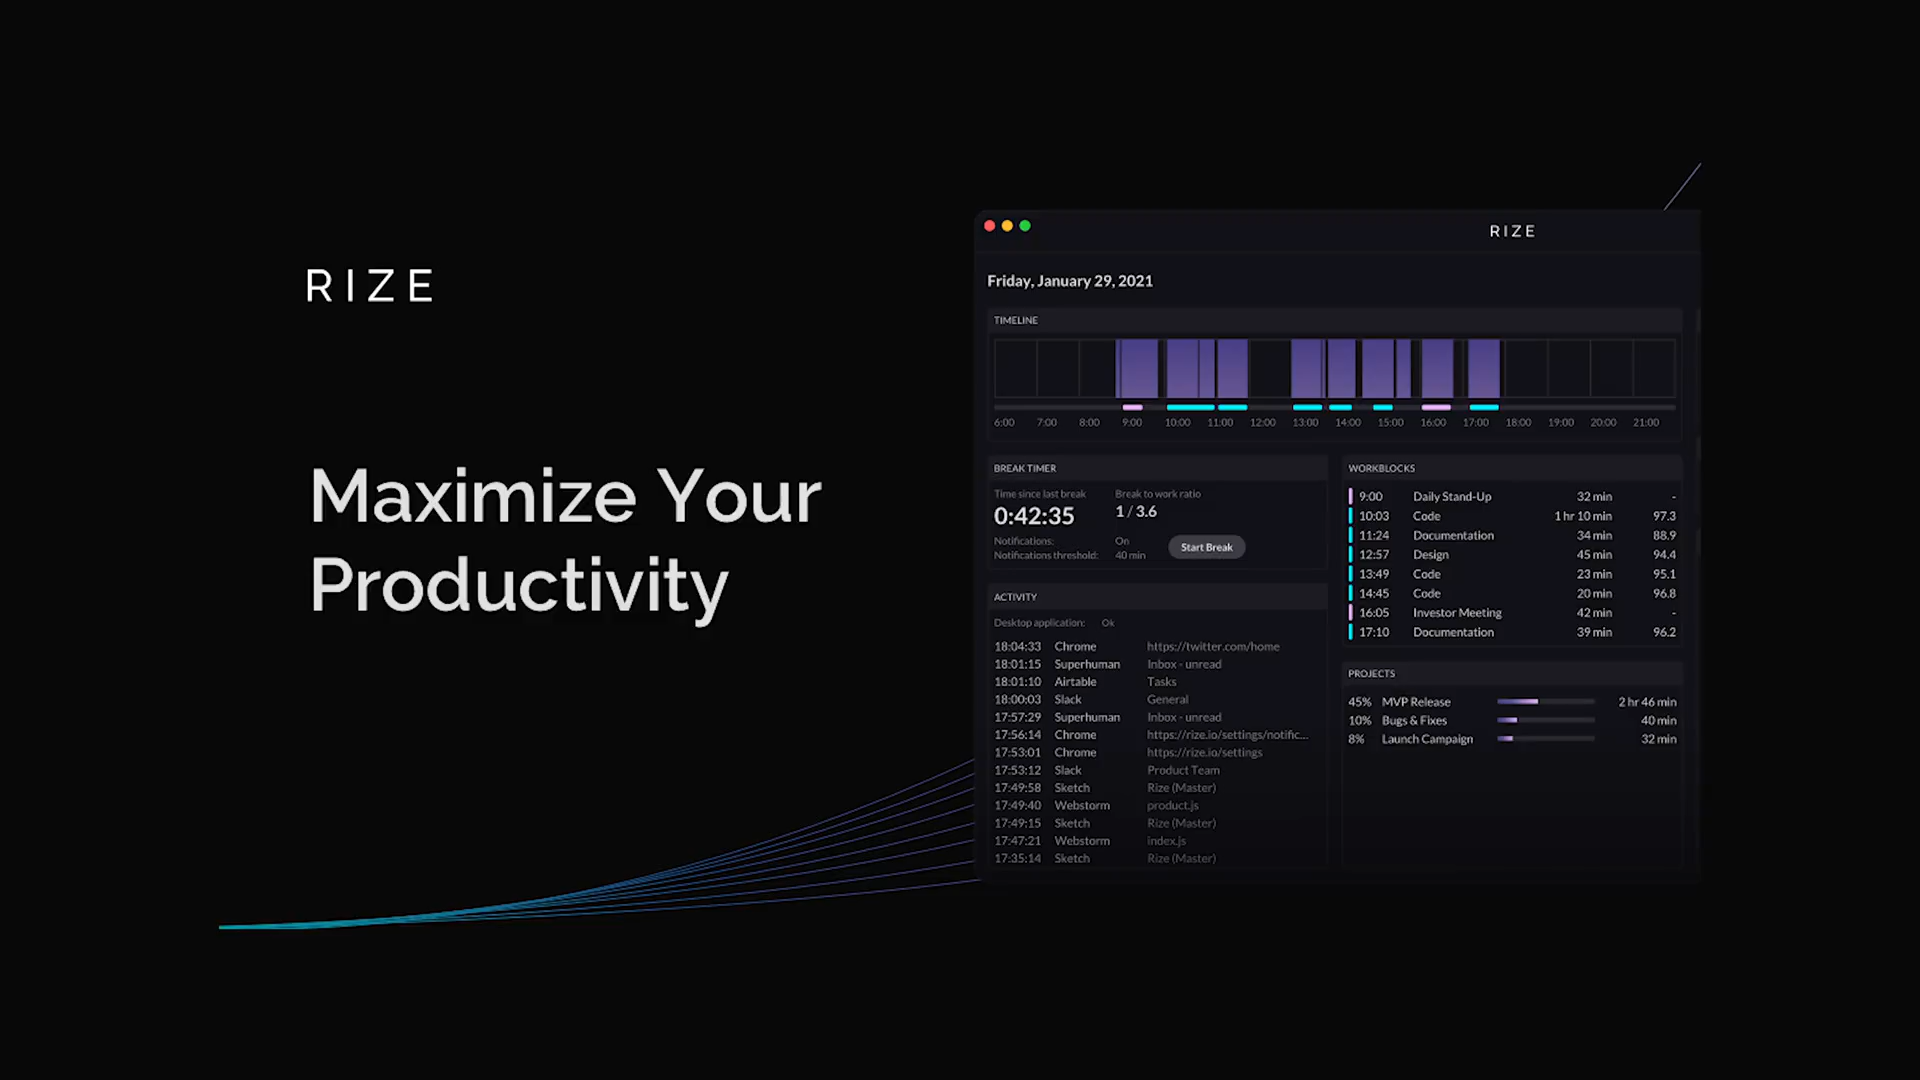 RIZE
Maximize Your
Productivity
RIZE
Friday, January 29, 2021
TIMELINE
6:00 7:00 8:00 9:00 10:00 11:00 12:00 13:00 14:00 15:00 16:00 17:00 18:00 19:00 20:00 21:00
BREAK TIMER
Time since last break Break to work ratio
0:42:35 1 / 3.6
Notifications: On
Notifications threshold: 40 min
Start Break
ACTIVITY
Desktop application: Ok
18:04:33 Chrome https://twitter.com/home
18:01:15 Superhuman Inbox - unread
18:01:10 Airtable Tasks
18:00:03 Slack General
17:57:29 Superhuman Inbox - unread
17:56:14 Chrome https://rize.io/settings/notific...
17:53:01 Chrome https://rize.io/settings
17:53:12 Slack Product Team
17:49:58 Sketch Rize (Master)
17:49:40 Webstorm product.js
17:49:15 Sketch Rize (Master)
17:47:21 Webstorm index.js
17:35:14 Sketch Rize (Master)
WORKBLOCKS
9:00 Daily Stand-Up 32 min -
10:03 Code 1 hr 10 min 97.3
11:24 Documentation 34 min 88.9
12:57 Design 45 min 94.4
13:49 Code 23 min 95.1
14:45 Code 20 min 96.8
16:05 Investor Meeting 42 min -
17:10 Documentation 39 min 96.2
PROJECTS
45% MVP Release 2 hr 46 min
10% Bugs & Fixes 40 min
8% Launch Campaign 32 min